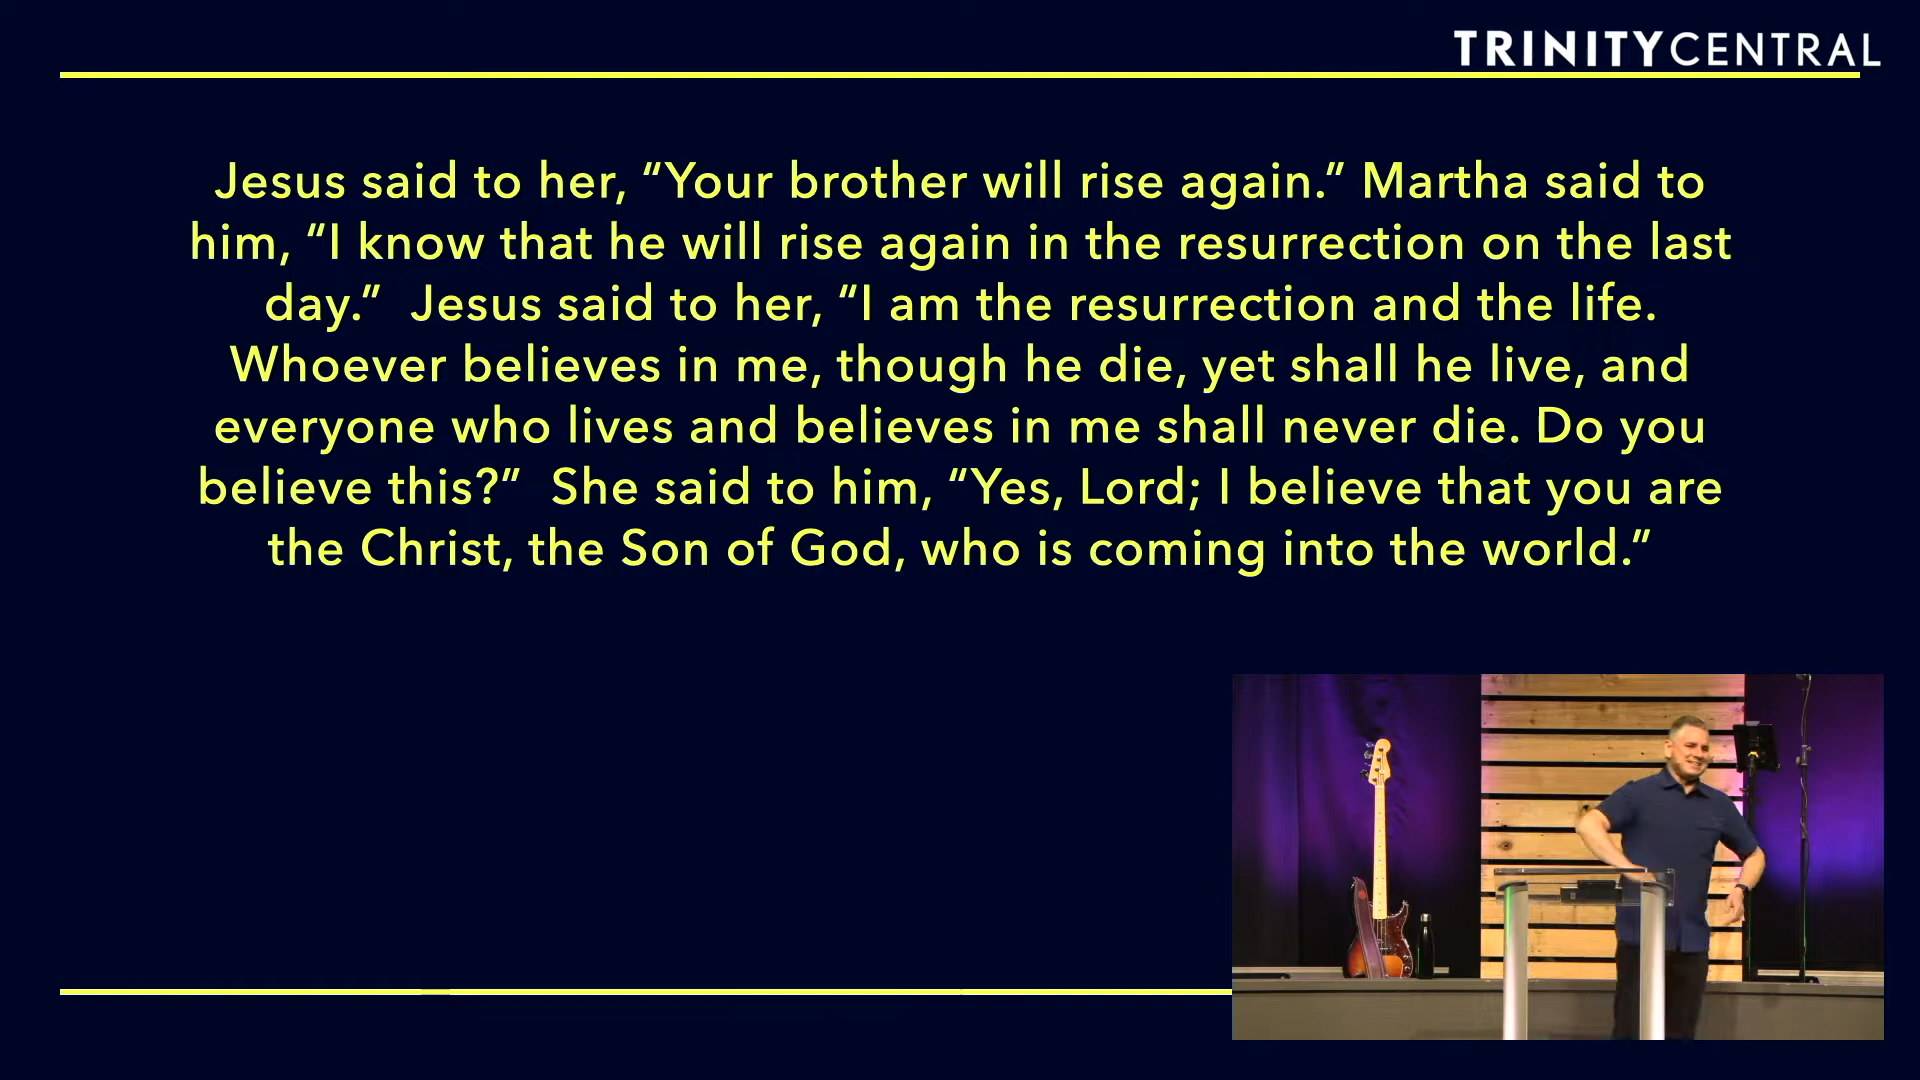 TRINITYCENTRAL
Jesus said to her, “Your brother will rise again.” Martha said to
him, “I know that he will rise again in the resurrection on the last
day.”  Jesus said to her, “I am the resurrection and the life.
Whoever believes in me, though he die, yet shall he live, and
everyone who lives and believes in me shall never die. Do you
believe this?”  She said to him, “Yes, Lord; I believe that you are
the Christ, the Son of God, who is coming into the world.”